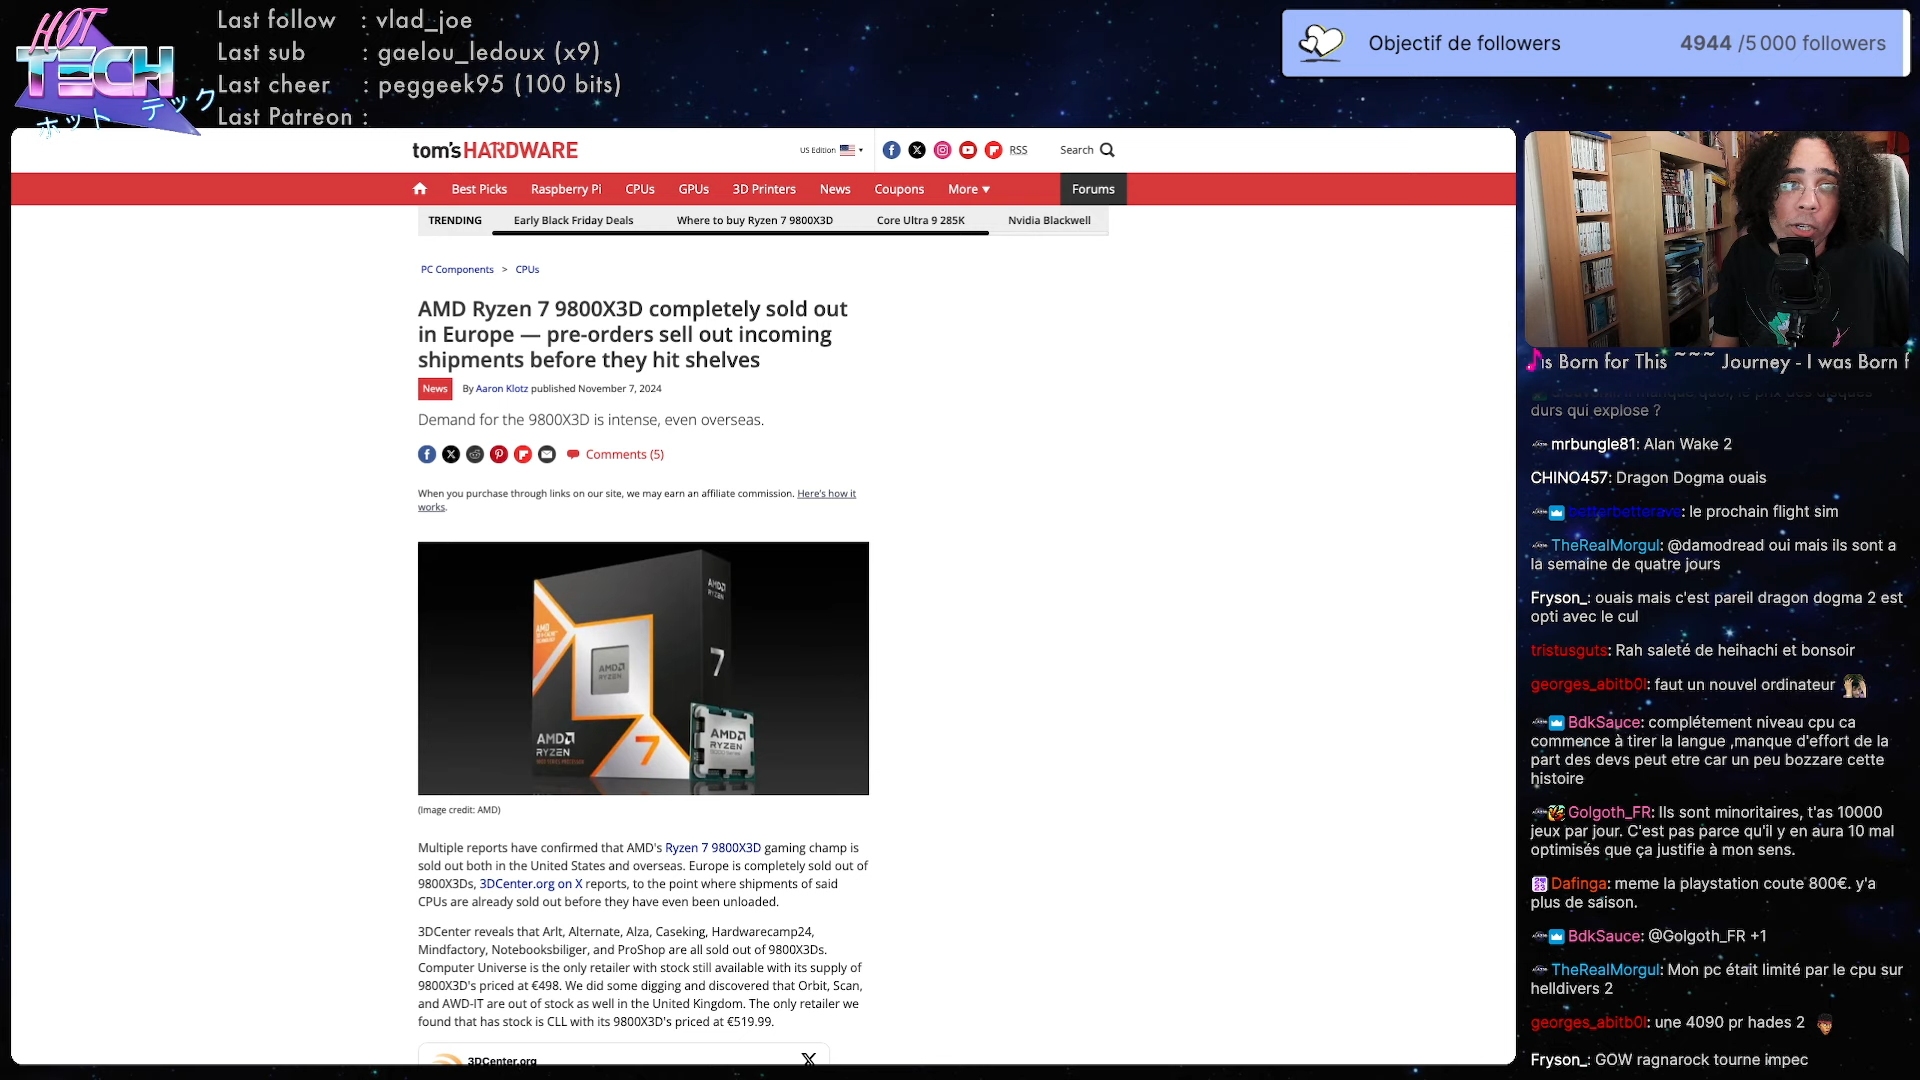 HOT
TECH
ホット テック
Last follow : vlad_joe
Last sub : gaelou_ledoux (x9)
Last cheer : peggeek95 (100 bits)
Last Patreon :
Objectif de followers
4944 /5 000 followers
tom's HARDWARE
US Edition
RSS
Search
Best Picks
Raspberry Pi
CPUs
GPUs
3D Printers
News
Coupons
More ▼
Forums
TRENDING
Early Black Friday Deals
Where to buy Ryzen 7 9800X3D
Core Ultra 9 285K
Nvidia Blackwell
PC Components > CPUs
AMD Ryzen 7 9800X3D completely sold out
in Europe — pre-orders sell out incoming
shipments before they hit shelves
News
By Aaron Klotz published November 7, 2024
Demand for the 9800X3D is intense, even overseas.
Comments (5)
When you purchase through links on our site, we may earn an affiliate commission. Here's how it
works.
AMD
RYZEN
7
AMD
RYZEN
AMD
RYZEN
7
AMD
RYZEN
(Image credit: AMD)
Multiple reports have confirmed that AMD's Ryzen 7 9800X3D gaming champ is
sold out both in the United States and overseas. Europe is completely sold out of
9800X3Ds, 3DCenter.org on X reports, to the point where shipments of said
CPUs are already sold out before they have even been unloaded.
3DCenter reveals that Arlt, Alternate, Alza, Caseking, Hardwarecamp24,
Mindfactory, Notebooksbiliger, and ProShop are all sold out of 9800X3Ds.
Computer Universe is the only retailer with stock still available with its supply of
9800X3D's priced at €498. We did some digging and discovered that Orbit, Scan,
and AWD-IT are out of stock as well in the United Kingdom. The only retailer we
found that has stock is CLL with its 9800X3D's priced at €519.99.
3DCenter.org
is Born for This ~~~ Journey - I was Born f
durs qui explose ?
mrbungle81: Alan Wake 2
CHINO457: Dragon Dogma ouais
betterbetterave: le prochain flight sim
TheRealMorgul: @damodread oui mais ils sont a
la semaine de quatre jours
Fryson_: ouais mais c'est pareil dragon dogma 2 est
opti avec le cul
tristusguts: Rah saleté de heihachi et bonsoir
georges_abitb0l: faut un nouvel ordinateur
BdkSauce: complétement niveau cpu ca
commence à tirer la langue ,manque d'effort de la
part des devs peut etre car un peu bozzare cette
histoire
Golgoth_FR: Ils sont minoritaires, t'as 10000
jeux par jour. C'est pas parce qu'il y en aura 10 mal
optimisés que ça justifie à mon sens.
Dafinga: meme la playstation coute 800€. y'a
plus de saison.
BdkSauce: @Golgoth_FR +1
TheRealMorgul: Mon pc était limité par le cpu sur
helldivers 2
georges_abitb0l: une 4090 pr hades 2
Fryson_: GOW ragnarock tourne impec